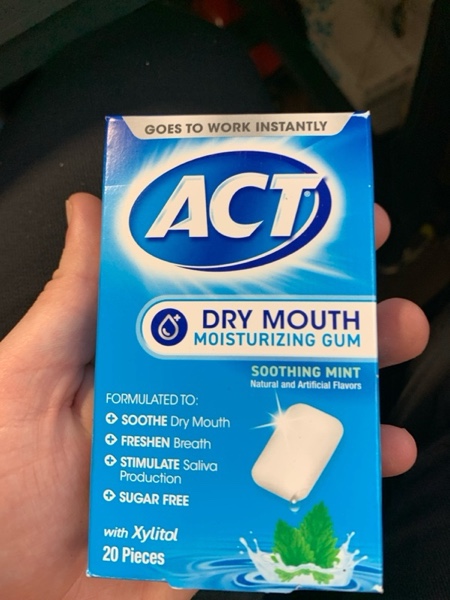 GOES TO WORK INSTANTLY
ACT®
DRY MOUTH
MOISTURIZING GUM
SOOTHING MINT
Natural and Artificial Flavors
FORMULATED TO:
SOOTHE Dry Mouth
FRESHEN Breath
STIMULATE Saliva
Production
SUGAR FREE
with Xylitol
20 Pieces